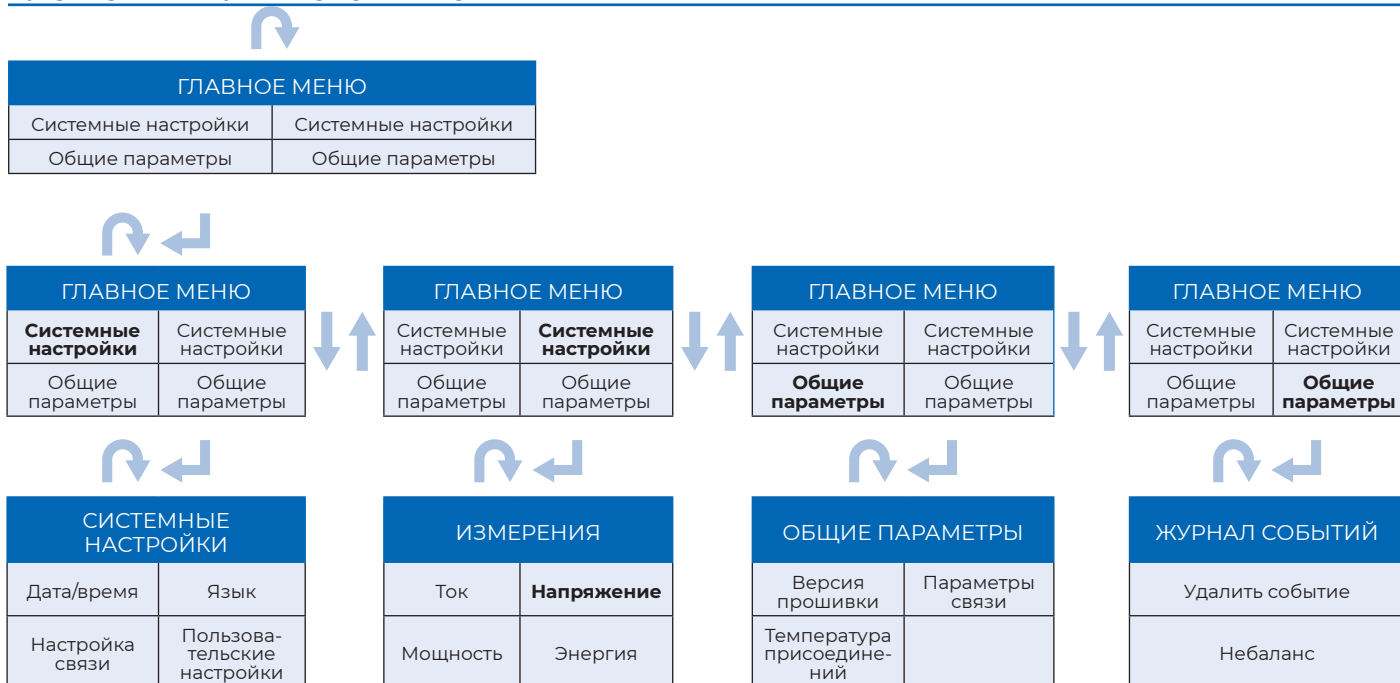 ГЛАВНОЕ МЕНЮ
Системные настройки Системные настройки
Общие параметры Общие параметры
ГЛАВНОЕ МЕНЮ
Системные настройки
Системные настройки
Общие параметры
Общие параметры
ГЛАВНОЕ МЕНЮ
Системные настройки
Системные настройки
Общие параметры
Общие параметры
ГЛАВНОЕ МЕНЮ
Системные настройки
Системные настройки
Общие параметры
Общие параметры
ГЛАВНОЕ МЕНЮ
Системные настройки
Системные настройки
Общие параметры
Общие параметры
СИСТЕМНЫЕ
НАСТРОЙКИ
Дата/время
Язык
Настройка
связи
Пользова-
тельские
настройки
ИЗМЕРЕНИЯ
Ток
Напряжение
Мощность
Энергия
ОБЩИЕ ПАРАМЕТРЫ
Версия
прошивки
Параметры
связи
Температура
присоедине-
ний
ЖУРНАЛ СОБЫТИЙ
Удалить событие
Небаланс